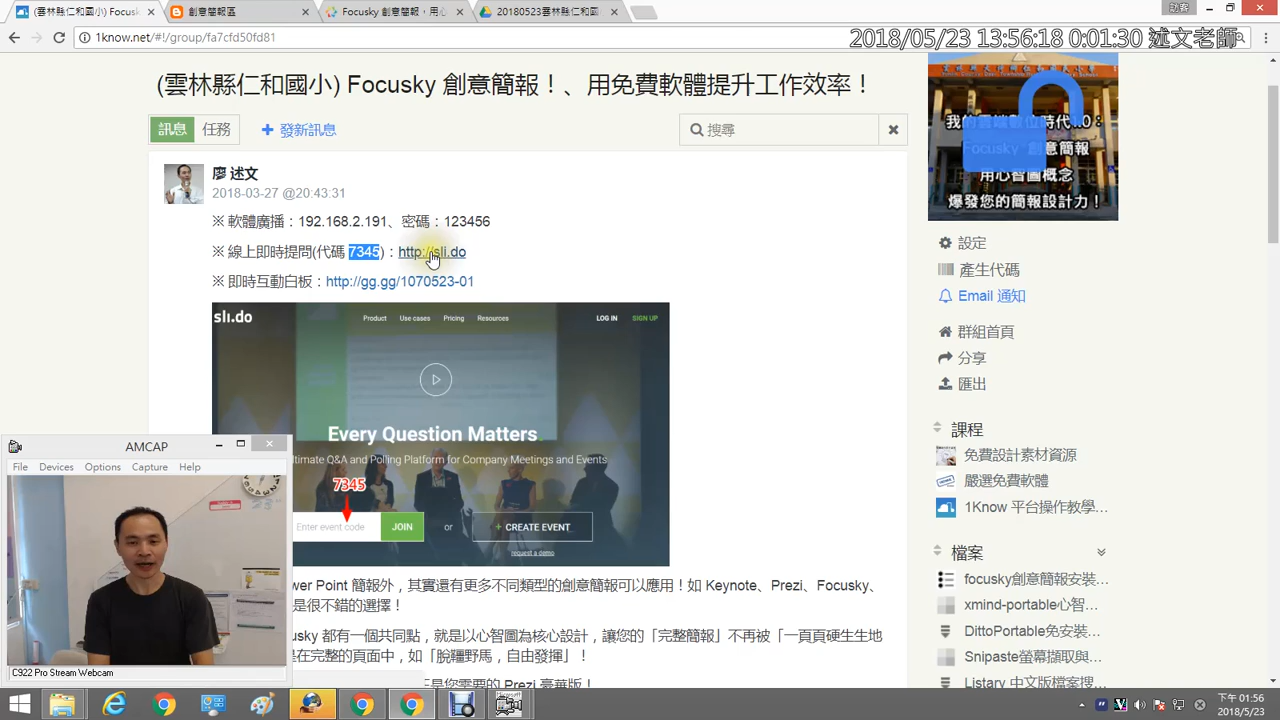 (雲林縣仁和國小) Focusk
創意簡報區
Focusky 創意簡報，用心
20180523雲林縣仁和國
1know.net/#!/group/fa7cfd50fd81
2018/05/23 13:56:18 0:01:30 述文老師
(雲林縣仁和國小) Focusky 創意簡報！、用免費軟體提升工作效率！
訊息 任務 + 發新訊息
搜尋
廖 述文
2018-03-27 @20:43:31
※ 軟體廣播：192.168.2.191、密碼：123456
※ 線上即時提問(代碼 7345)：http://sli.do
※ 即時互動白板：http://gg.gg/1070523-01
sli.do Product Use cases Pricing Resources LOG IN SIGN UP
Every Question Matters
ltimate Q&A and Polling Platform for Company Meetings and Events
7345
Enter event code JOIN or + CREATE EVENT
request a demo
wer Point 簡報外，其實還有更多不同類型的創意簡報可以應用！如 Keynote、Prezi、Focusky、
是很不錯的選擇！
usky 都有一個共同點，就是以心智圖為核心設計，讓您的「完整簡報」不再被「一頁頁硬生生地
是在完整的頁面中，如「脫韁野馬，自由發揮」！
正是您需要的 Prezi 豪華版！
我的雲端數位時代1.0：
Focusky 創意簡報
用心智圖概念
爆發您的簡報設計力！
設定
產生代碼
Email 通知
群組首頁
分享
匯出
課程
免費設計素材資源
嚴選免費軟體
1Know 平台操作教學...
檔案
focusky創意簡報安裝...
xmind-portable心智...
DittoPortable免安裝...
Snipaste螢幕擷取與...
Listary 中文版檔案搜...
AMCAP
File Devices Options Capture Help
C922 Pro Stream Webcam
下午 01:56
2018/5/23